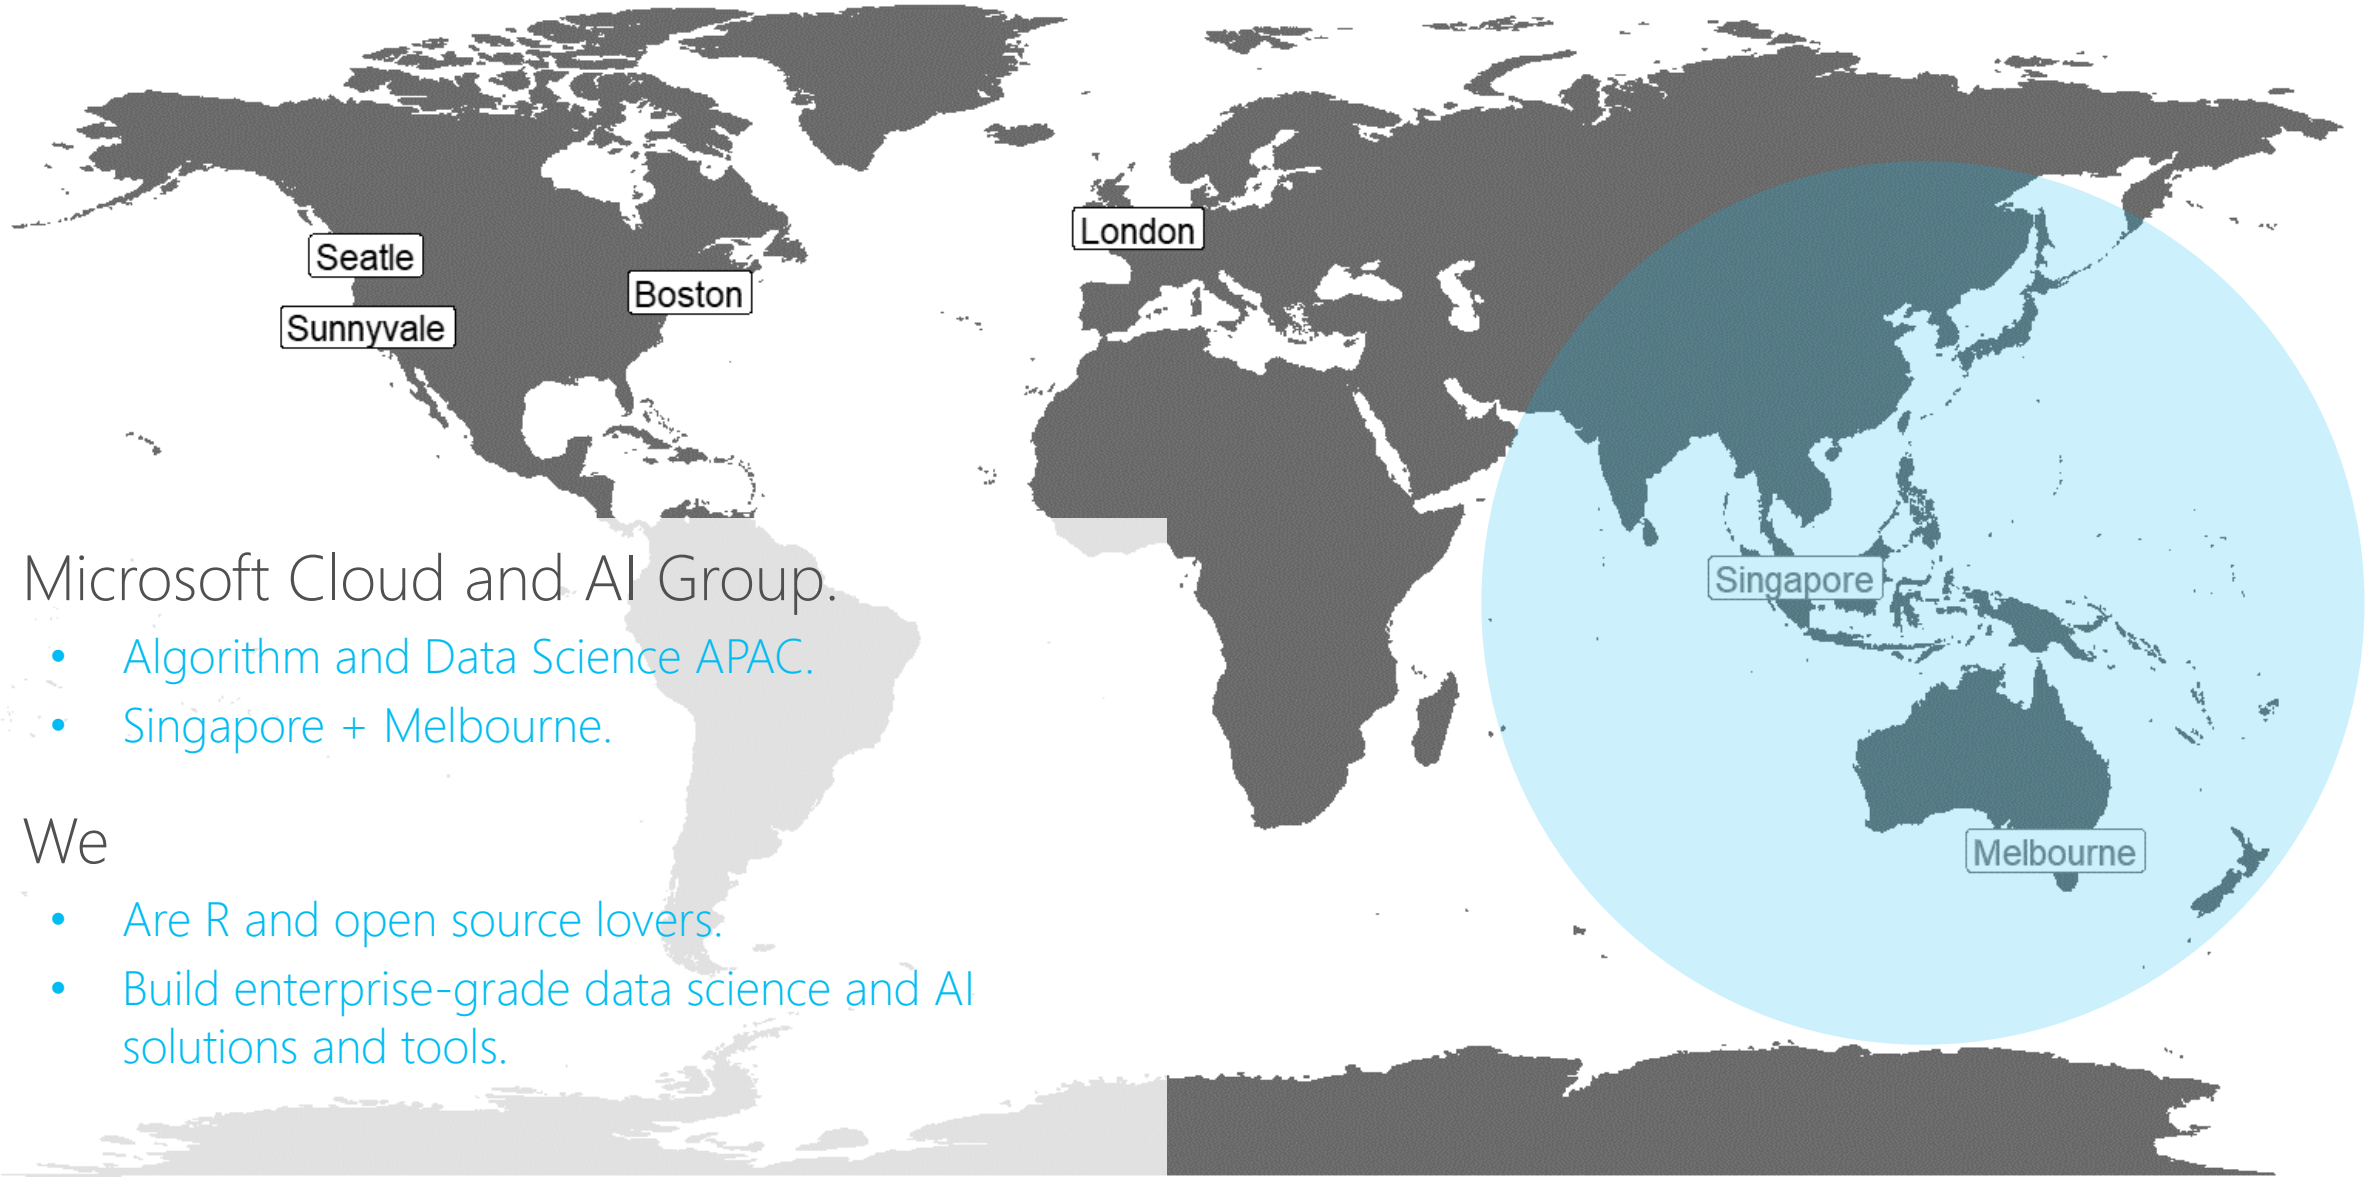 Seatle
London
Boston
Sunnyvale
Singapore
Melbourne
Microsoft Cloud and AI Group.
• Algorithm and Data Science APAC.
• Singapore + Melbourne.
We
• Are R and open source lovers.
• Build enterprise-grade data science and AI
solutions and tools.